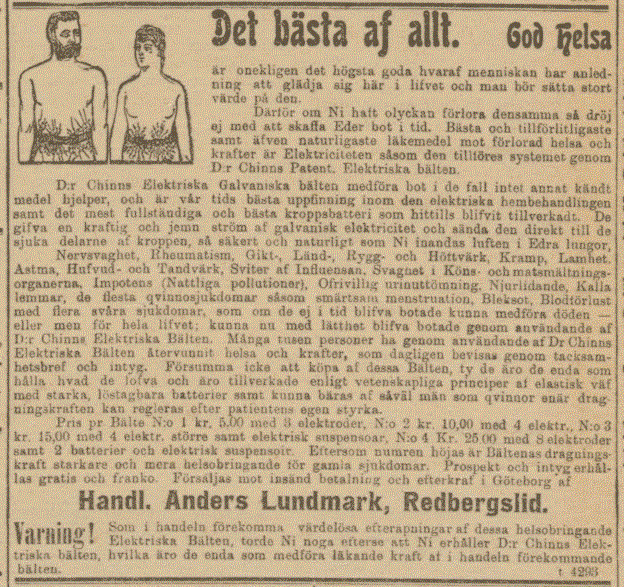 Det bästa af allt. God Helsa
är onekligen det högsta goda hvaraf menniskan har anled-
ning att glädja sig här i lifvet och man bör sätta stort
värde på den.
Därför om Ni haft olyckan förlora densamma så dröj
ej med att skaffa Eder bot i tid. Bästa och tillförlitligaste
samt äfven naturligaste läkemedel mot förlorad helsa och
krafter är Elektriciteten såsom den tillföres systemet genom
D:r Chinns Patent. Elektriska bälten.
D:r Chinns Elektriska Galvaniska bälten medföra bot i de fall intet annat kändt
medel hjelper, och är vår tids bästa uppfinning inom den elektriska hembehandlingen
samt det mest fullständiga och bästa kroppsbatteri som hittills blifvit tillverkadt. De
gifva en kraftig och jemn ström af galvanisk elektricitet och sända den direkt till de
sjuka delarne af kroppen, så säkert och naturligt som Ni inandas luften i Edra lungor,
Nervsvaghet, Rheumatism, Gikt-, Länd-, Rygg- och Höftvärk, Kramp, Lamhet.
Astma, Hufvud- och Tandvärk, Sviter af Influensan, Svaghet i Köns- och matsmältnings-
organerna, Impotens (Nattliga pollutioner), Ofrivillig urinuttömning, Njurlidande, Kalla
lemmar, de flesta qvinnosjukdomar såsom smärtsam menstruation, Bleksot, Blodtörlust
med flera svåra sjukdomar, som om de ej i tid blifva botade kunna medföra döden —
eller men för hela lifvet; kunna nu med lätthet blifva botade genom användande af
D:r Chinns Elektriska Bälten. Många tusen personer ha genom användande af Dr Chinns
Elektriska Bälten återvunnit helsa och krafter, som dagligen bevisas genom tacksam-
hetsbref och intyg. Försumma icke att köpa af dessa Bälten, ty de äro de enda som
hålla hvad de lofva och äro tillverkade enligt vetenskapliga principer af elastisk väf
med starka, löstagbara batterier samt kunna bäras af såväl män som qvinnor enär drag-
ningskraften kan regleras efter patientens egen styrka.
Pris pr Bälte N:o 1 kr. 5,00 med 3 elektroder, N:o 2 kr. 10,00 med 4 elektr., N:o 3
kr. 15,00 med 4 elektr. större samt elektrisk suspensoar, N:o 4 Kr. 25 00 med 8 elektroder
samt 2 batterier och elektrisk suspensoir. Eftersom numren höjas är Bältenas dragnings-
kraft starkare och mera helsobringande för gamla sjukdomar. Prospekt och intyg erhål-
las gratis och franko. Försäljas mot insänd betalning och efterkraf i Göteborg af
Handl. Anders Lundmark, Redbergslid.
Varning! Som i handeln förekomma värdelösa efterapningar af dessa helsobringande
Elektriska Bälten, torde Ni noga efterse att Ni erhåller D:r Chinns Elek-
triska bälten, hvilka äro de enda som medföra läkande kraft af i handeln förekommande
bälten.
t 4293